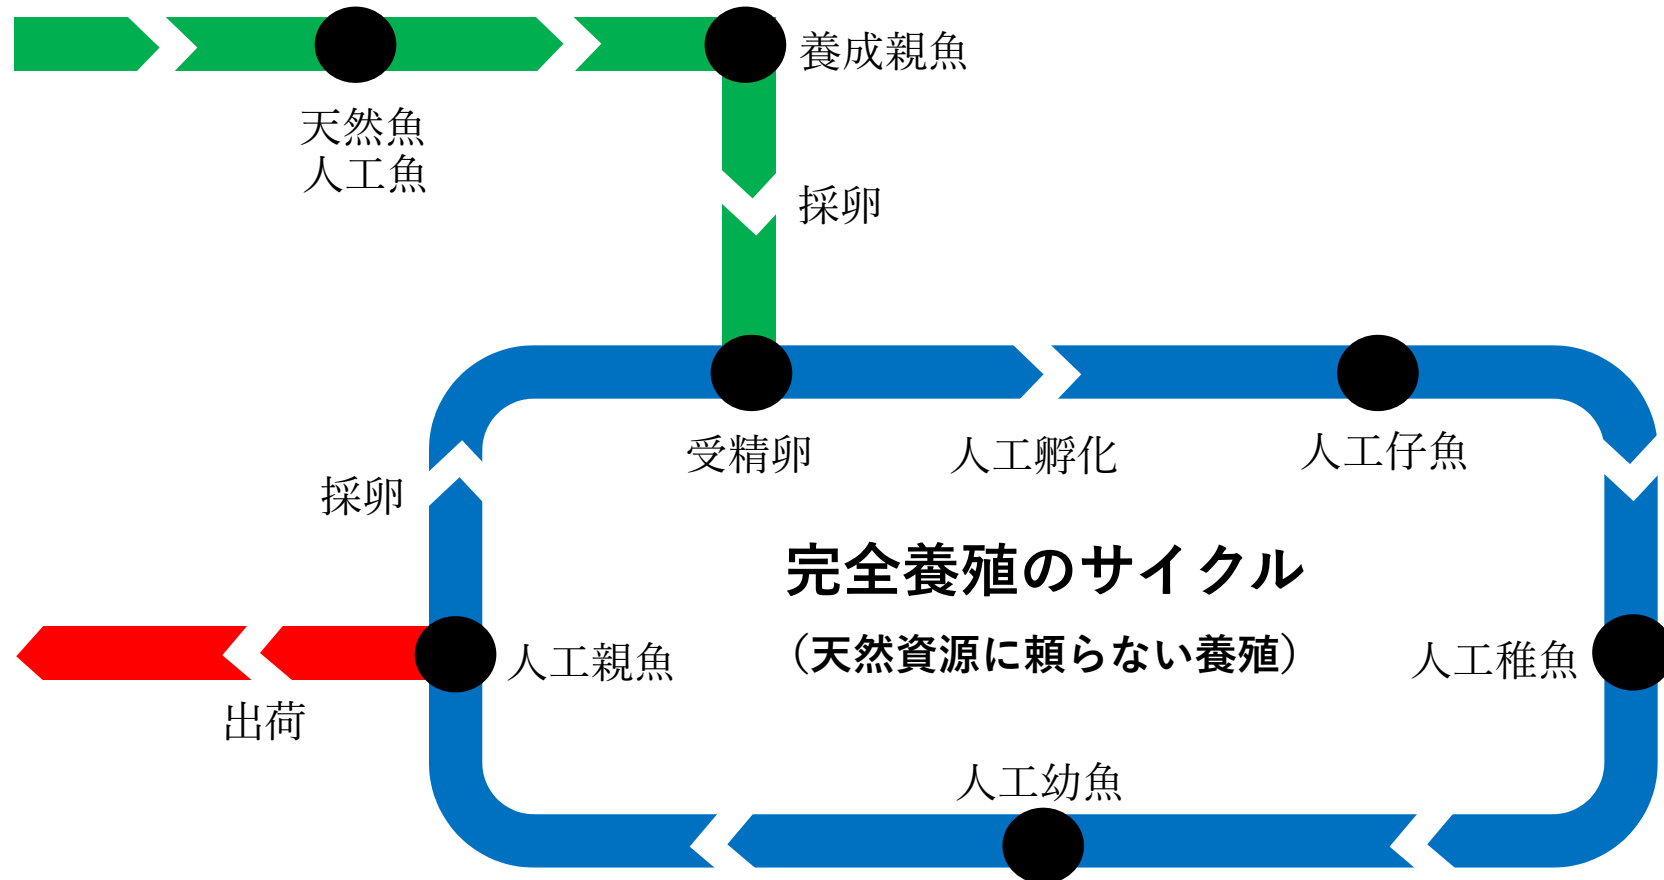 養成親魚
天然魚
人工魚
採卵
受精卵
人工孵化
人工仔魚
採卵
完全養殖のサイクル
（天然資源に頼らない養殖）
人工親魚
人工稚魚
出荷
人工幼魚